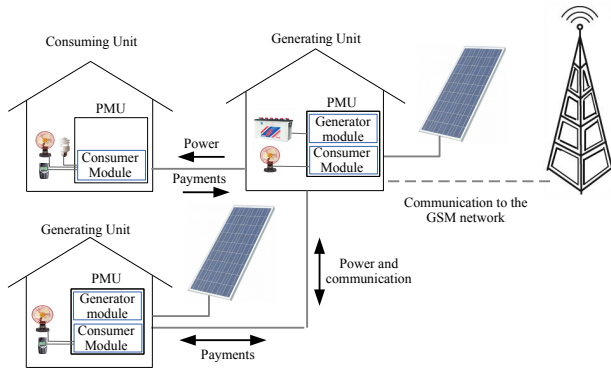 Consuming Unit
Generating Unit
PMU
Consumer
Module
Power
Payments
PMU
Generator
module
Consumer
Module
Communication to the
GSM network
Generating Unit
PMU
Generator
module
Consumer
Module
Power and
communication
Payments